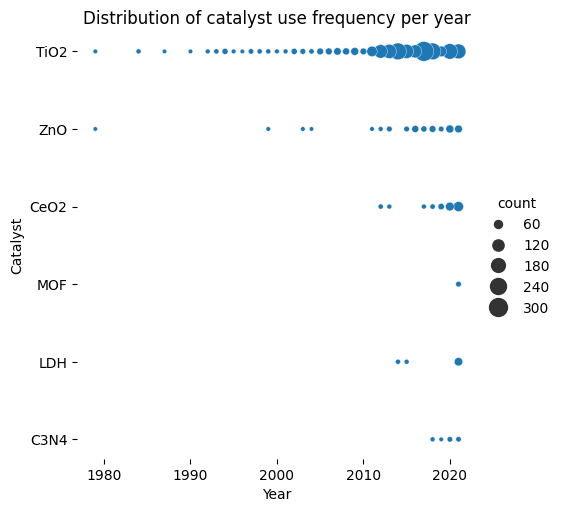 Distribution of catalyst use frequency per year
TiO2
ZnO
CeO2
MOF
LDH
C3N4
Catalyst
1980
1990
2000
2010
2020
Year
count
60
120
180
240
300